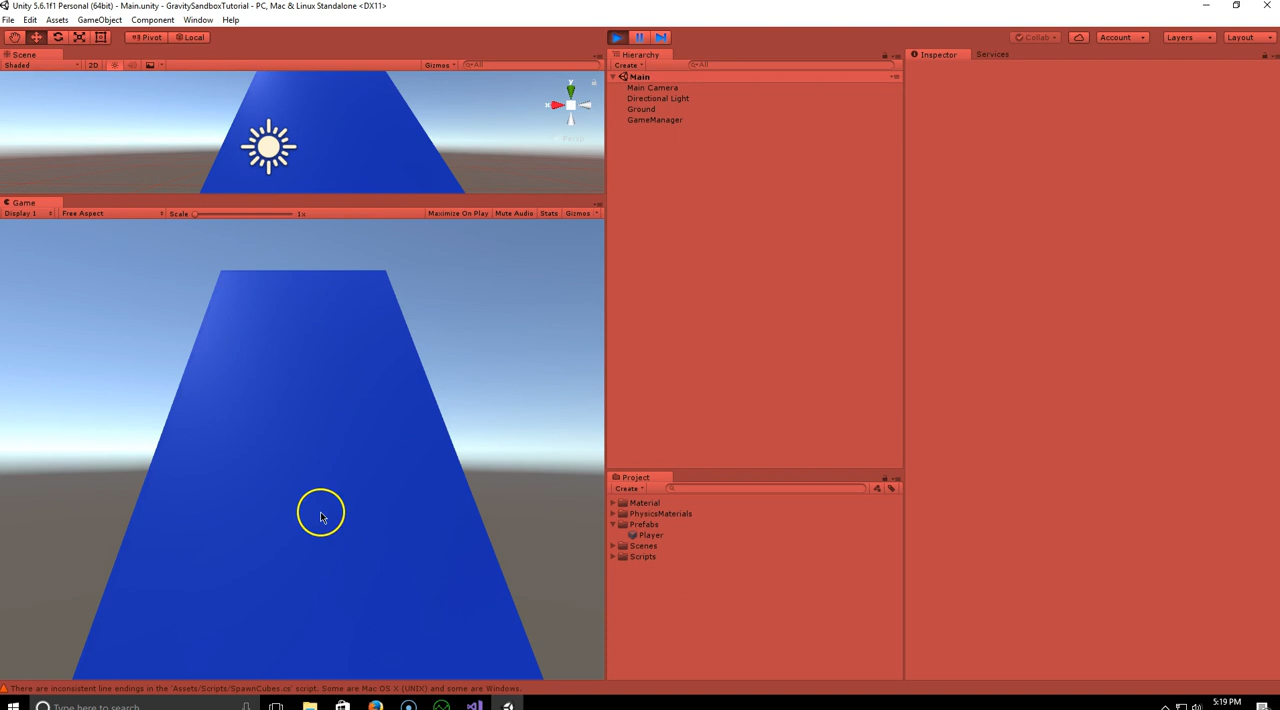 Unity 5.6.1f1 Personal (64bit) - Main.unity - GravitySandboxTutorial - PC, Mac & Linux Standalone <DX11>
File Edit Assets GameObject Component Window Help
Pivot Local Collab Account Layers Layout
Scene
Shaded 2D Gizmos All
y
x
Persp
Game
Display 1 Free Aspect Scale 1x Maximize On Play Mute Audio Stats Gizmos
Hierarchy
Create All
Main
Main Camera
Directional Light
Ground
GameManager
Project
Create
Material
PhysicsMaterials
Prefabs
Player
Scenes
Scripts
Inspector Services
There are inconsistent line endings in the 'Assets/Scripts/SpawnCubes.cs' script. Some are Mac OS X (UNIX) and some are Windows.
Type here to search
5:19 PM